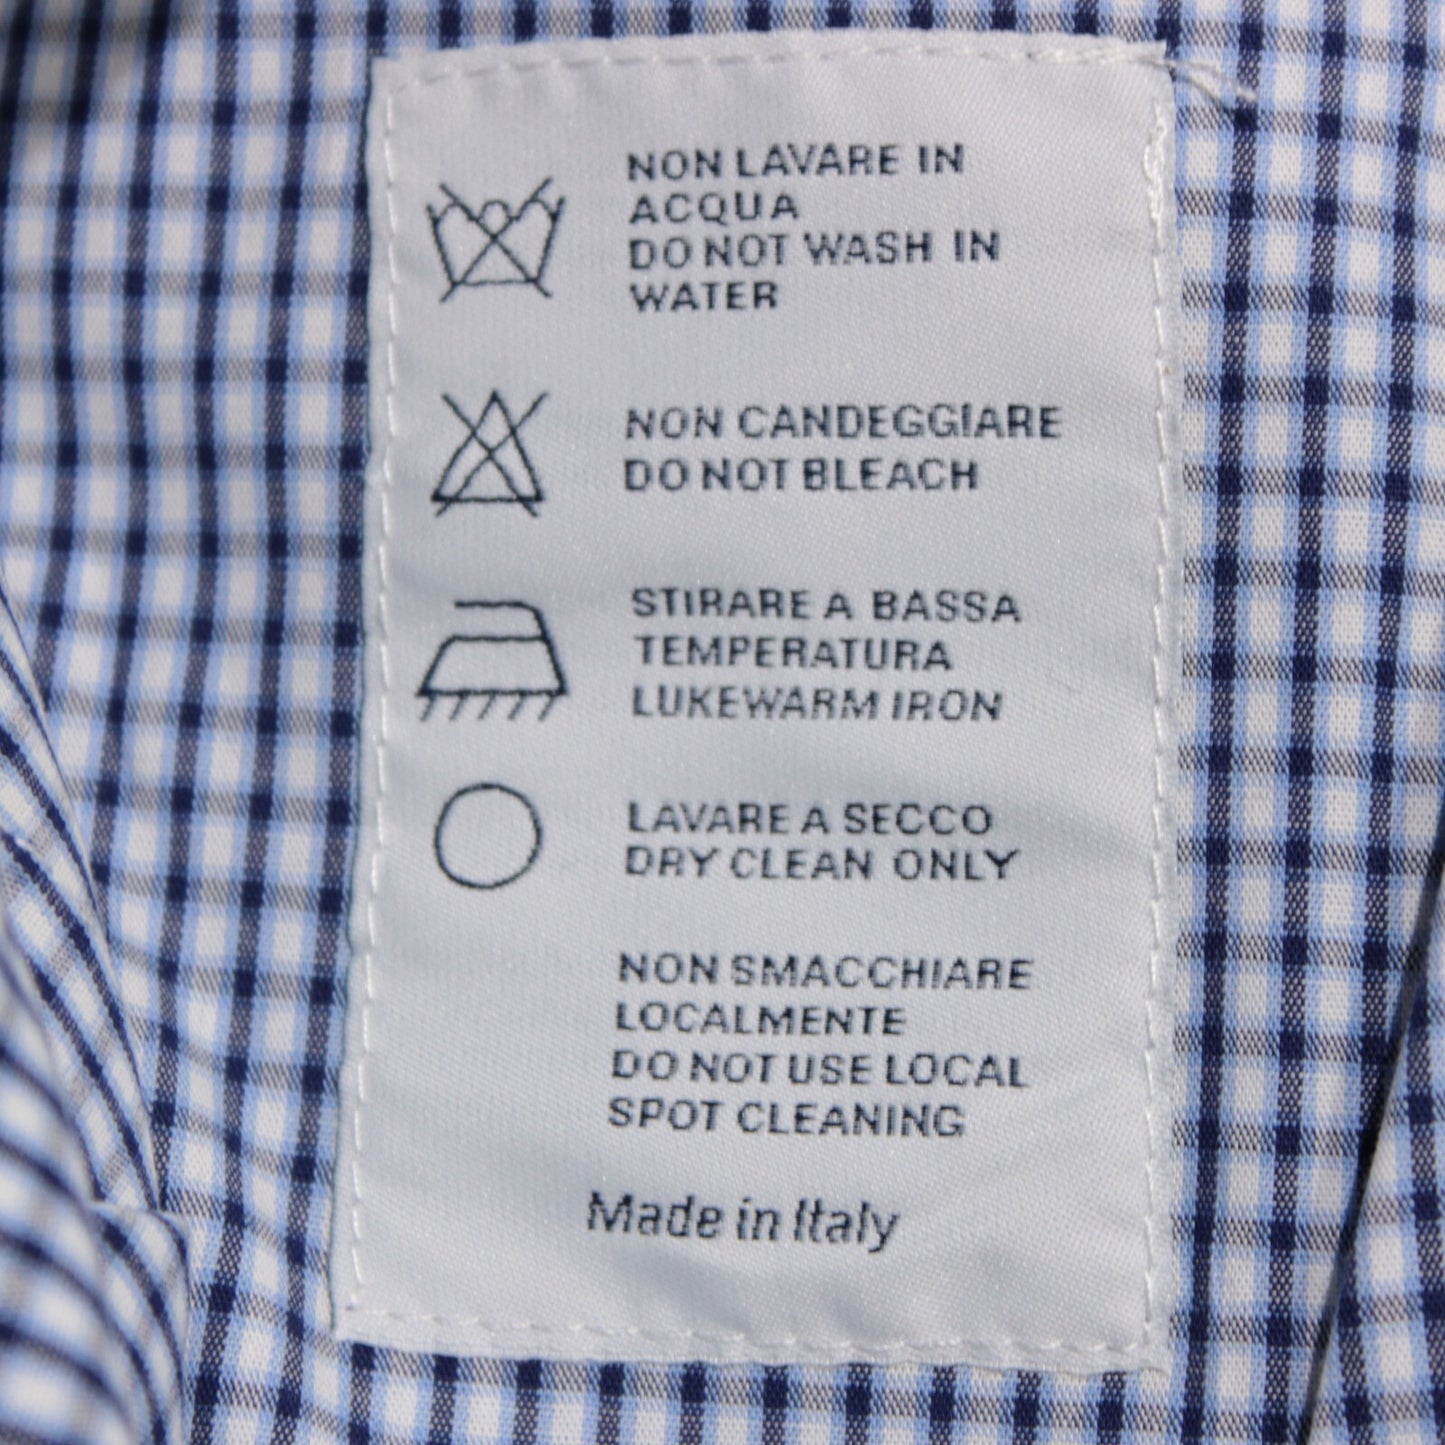 NON LAVARE IN
ACQUA
DO NOT WASH IN
WATER
NON CANDEGGIARE
DO NOT BLEACH
STIRARE A BASSA
TEMPERATURA
LUKEWARM IRON
LAVARE A SECCO
DRY CLEAN ONLY
NON SMACCHIARE
LOCALMENTE
DO NOT USE LOCAL
SPOT CLEANING
Made in Italy